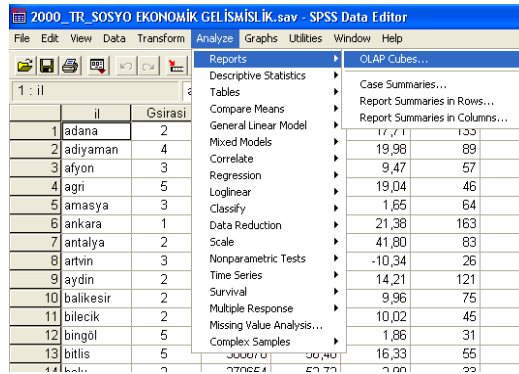 2000_TR_SOSYO EKONOMİK GELİSMİSLİK.sav - SPSS Data Editor
File Edit View Data Transform Analyze Graphs Utilities Window Help
Reports
Descriptive Statistics
Tables
Compare Means
General Linear Model
Mixed Models
Correlate
Regression
Loglinear
Classify
Data Reduction
Scale
Nonparametric Tests
Time Series
Survival
Multiple Response
Missing Value Analysis...
Complex Samples
OLAP Cubes...
Case Summaries...
Report Summaries in Rows...
Report Summaries in Columns...
1 : il
il Gsirasi
1 adana 2 17,71 133
2 adiyaman 4 19,98 89
3 afyon 3 9,47 57
4 agri 5 19,04 46
5 amasya 3 1,65 64
6 ankara 1 21,38 163
7 antalya 2 41,80 83
8 artvin 3 -10,34 26
9 aydin 2 14,21 121
10 balikesir 2 9,96 75
11 bilecik 2 10,02 45
12 bingöl 5 1,86 31
13 bitlis 5 16,33 55